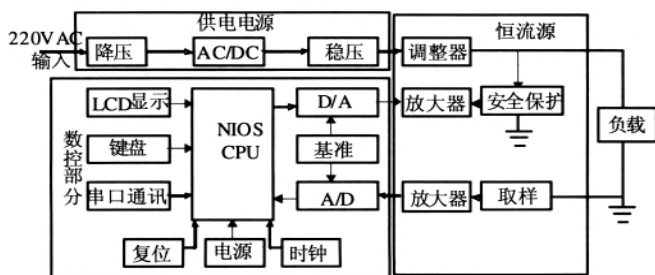 供电电源
恒流源
220V AC
输入
降压
AC/DC
稳压
调整器
LCD显示
NIOS
CPU
D/A
放大器
安全保护
负载
数控部分
键盘
基准
串口通讯
A/D
放大器
取样
复位
电源
时钟